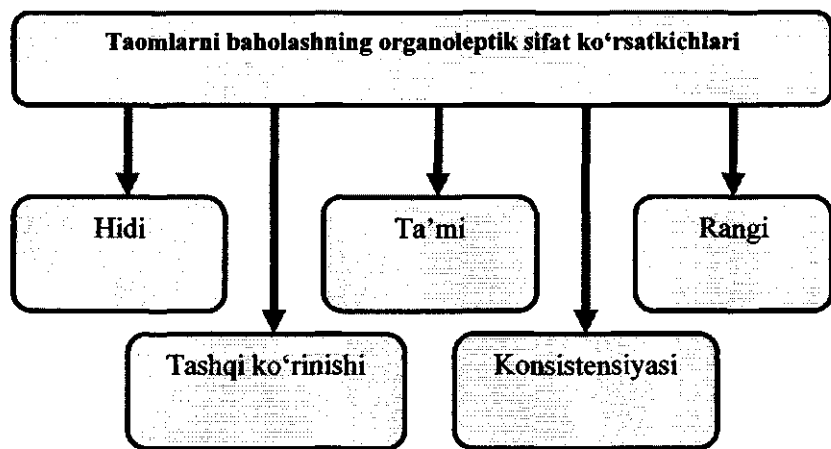 Taomlarni baholashning organoleptik sifat ko‘rsatkichlari
Hidi
Ta’mi
Rangi
Tashqi ko‘rinishi
Konsistensiyasi